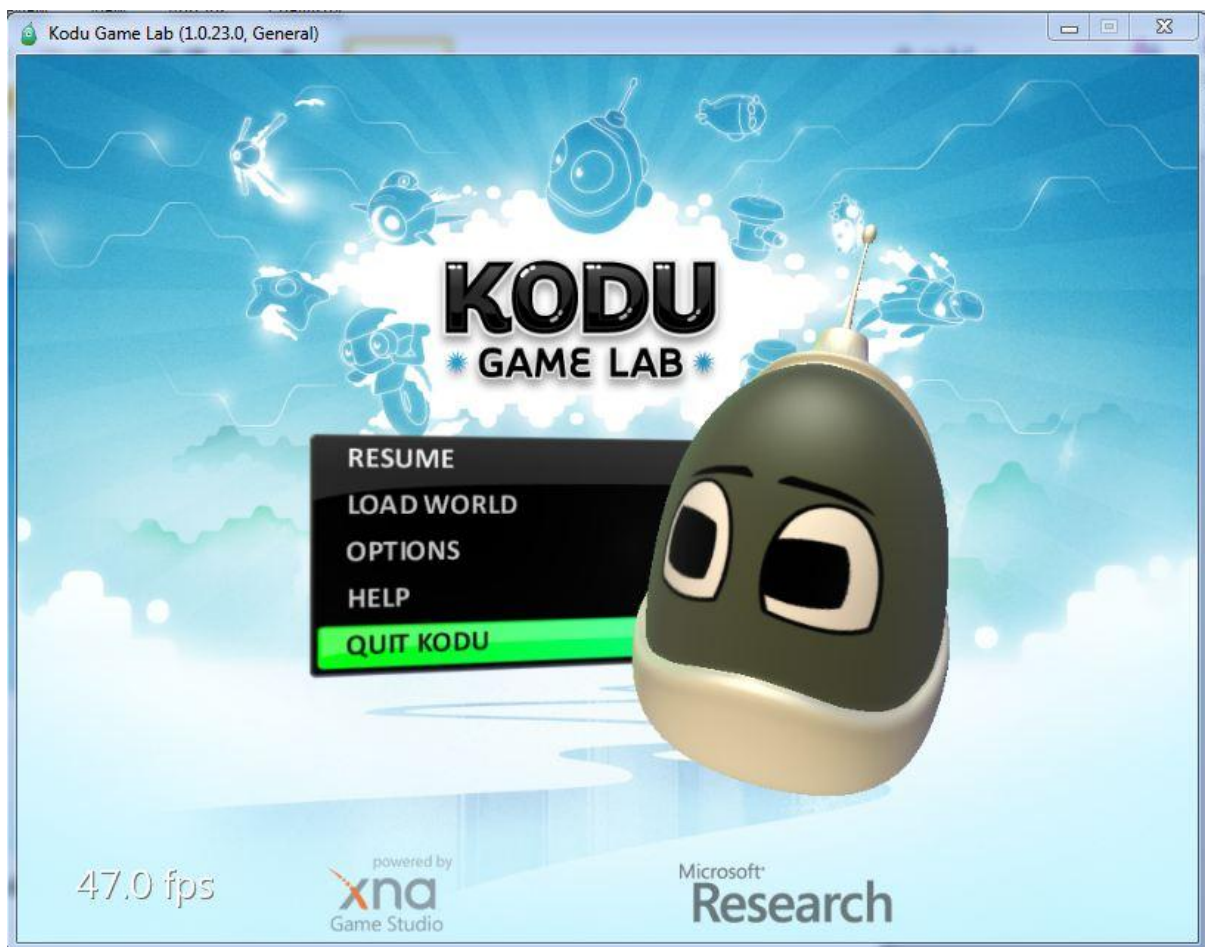 Kodu Game Lab (1.0.23.0, General)
KODU
GAME LAB
RESUME
LOAD WORLD
OPTIONS
HELP
QUIT KODU
47.0 fps
powered by
xna
Game Studio
Microsoft®
Research